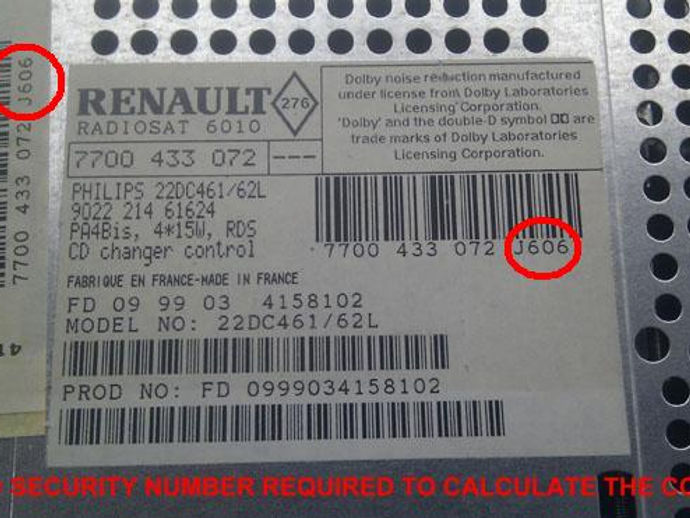 J606
7700 433 072
RENAULT
276
RADIOSAT 6010
7700 433 072 ---
Dolby noise reduction manufactured
under license from Dolby Laboratories
Licensing Corporation.
'Dolby' and the double-D symbol are
trade marks of Dolby Laboratories
Licensing Corporation.
PHILIPS 22DC461/62L
9022 214 61624
PA4Bis, 4*15W, RDS
CD changer control
7700 433 072 J606
FABRIQUE EN FRANCE-MADE IN FRANCE
FD 09 99 03 4158102
MODEL NO: 22DC461/62L
PROD NO: FD 0999034158102
SECURITY NUMBER REQUIRED TO CALCULATE THE CO